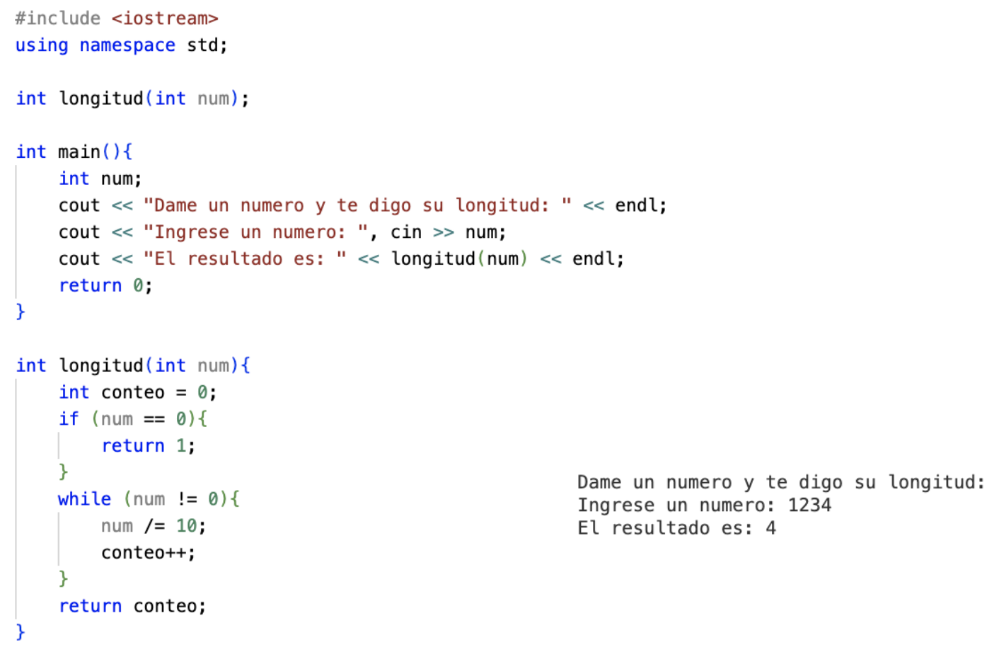 #include <iostream>
using namespace std;
int longitud(int num);
int main(){
int num;
cout << "Dame un numero y te digo su longitud: " << endl;
cout << "Ingrese un numero: ", cin >> num;
cout << "El resultado es: " << longitud(num) << endl;
return 0;
}
int longitud(int num){
int conteo = 0;
if (num == 0){
return 1;
}
while (num != 0){
num /= 10;
conteo++;
}
return conteo;
}
Dame un numero y te digo su longitud:
Ingrese un numero: 1234
El resultado es: 4